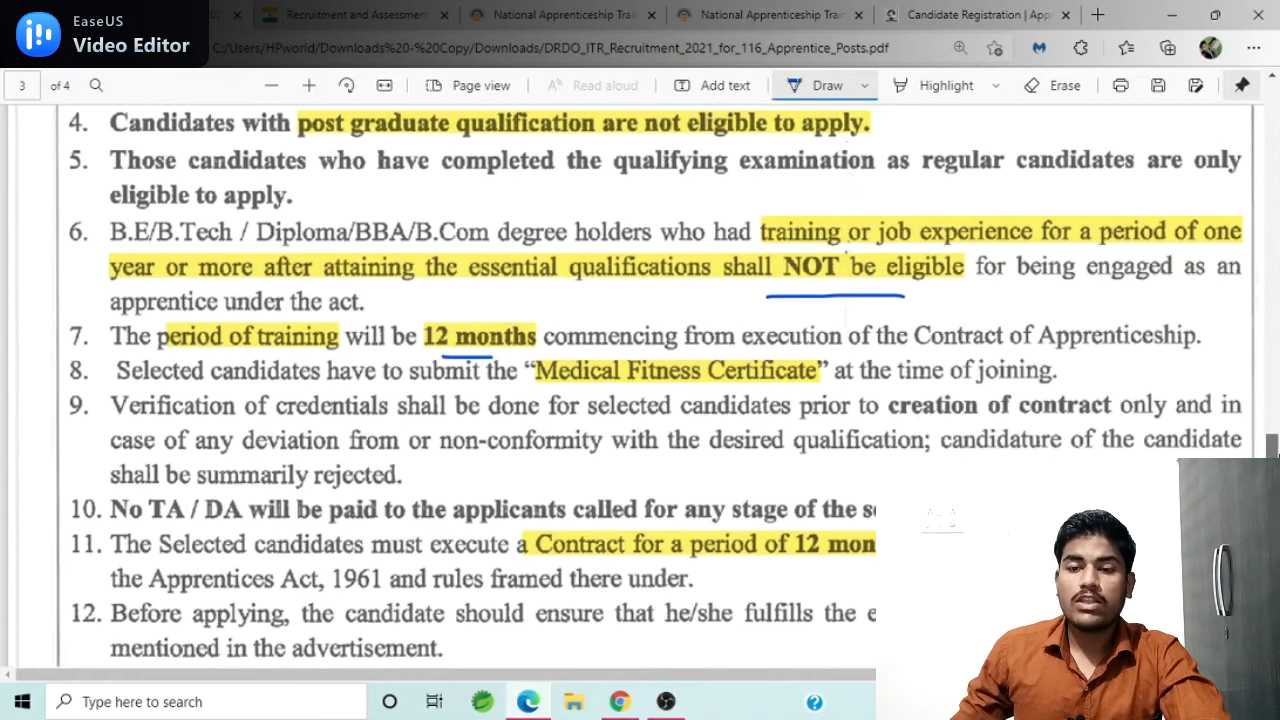 EaseUS
Video Editor
Recruitment and Assessment
National Apprenticeship Trai
National Apprenticeship Trai
Candidate Registration | App
C:/Users/HPworld/Downloads%20-%20Copy/Downloads/DRDO_ITR_Recruitment_2021_for_116_Apprentice_Posts.pdf
3 of 4
Page view
Read aloud
Add text
Draw
Highlight
Erase
4. Candidates with post graduate qualification are not eligible to apply.
5. Those candidates who have completed the qualifying examination as regular candidates are only
eligible to apply.
6. B.E/B.Tech / Diploma/BBA/B.Com degree holders who had training or job experience for a period of one
year or more after attaining the essential qualifications shall NOT be eligible for being engaged as an
apprentice under the act.
7. The period of training will be 12 months commencing from execution of the Contract of Apprenticeship.
8. Selected candidates have to submit the “Medical Fitness Certificate” at the time of joining.
9. Verification of credentials shall be done for selected candidates prior to creation of contract only and in
case of any deviation from or non-conformity with the desired qualification; candidature of the candidate
shall be summarily rejected.
10. No TA / DA will be paid to the applicants called for any stage of the se
11. The Selected candidates must execute a Contract for a period of 12 mon
the Apprentices Act, 1961 and rules framed there under.
12. Before applying, the candidate should ensure that he/she fulfills the e
mentioned in the advertisement.
Type here to search